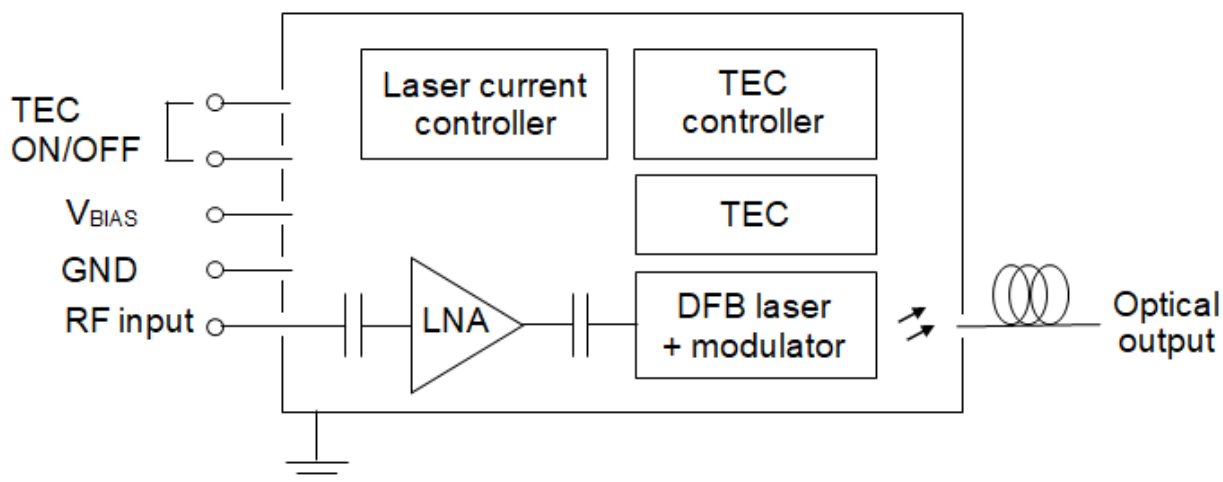 TEC
ON/OFF
VBIAS
GND
RF input
Laser current
controller
TEC
controller
TEC
LNA
DFB laser
+ modulator
Optical
output